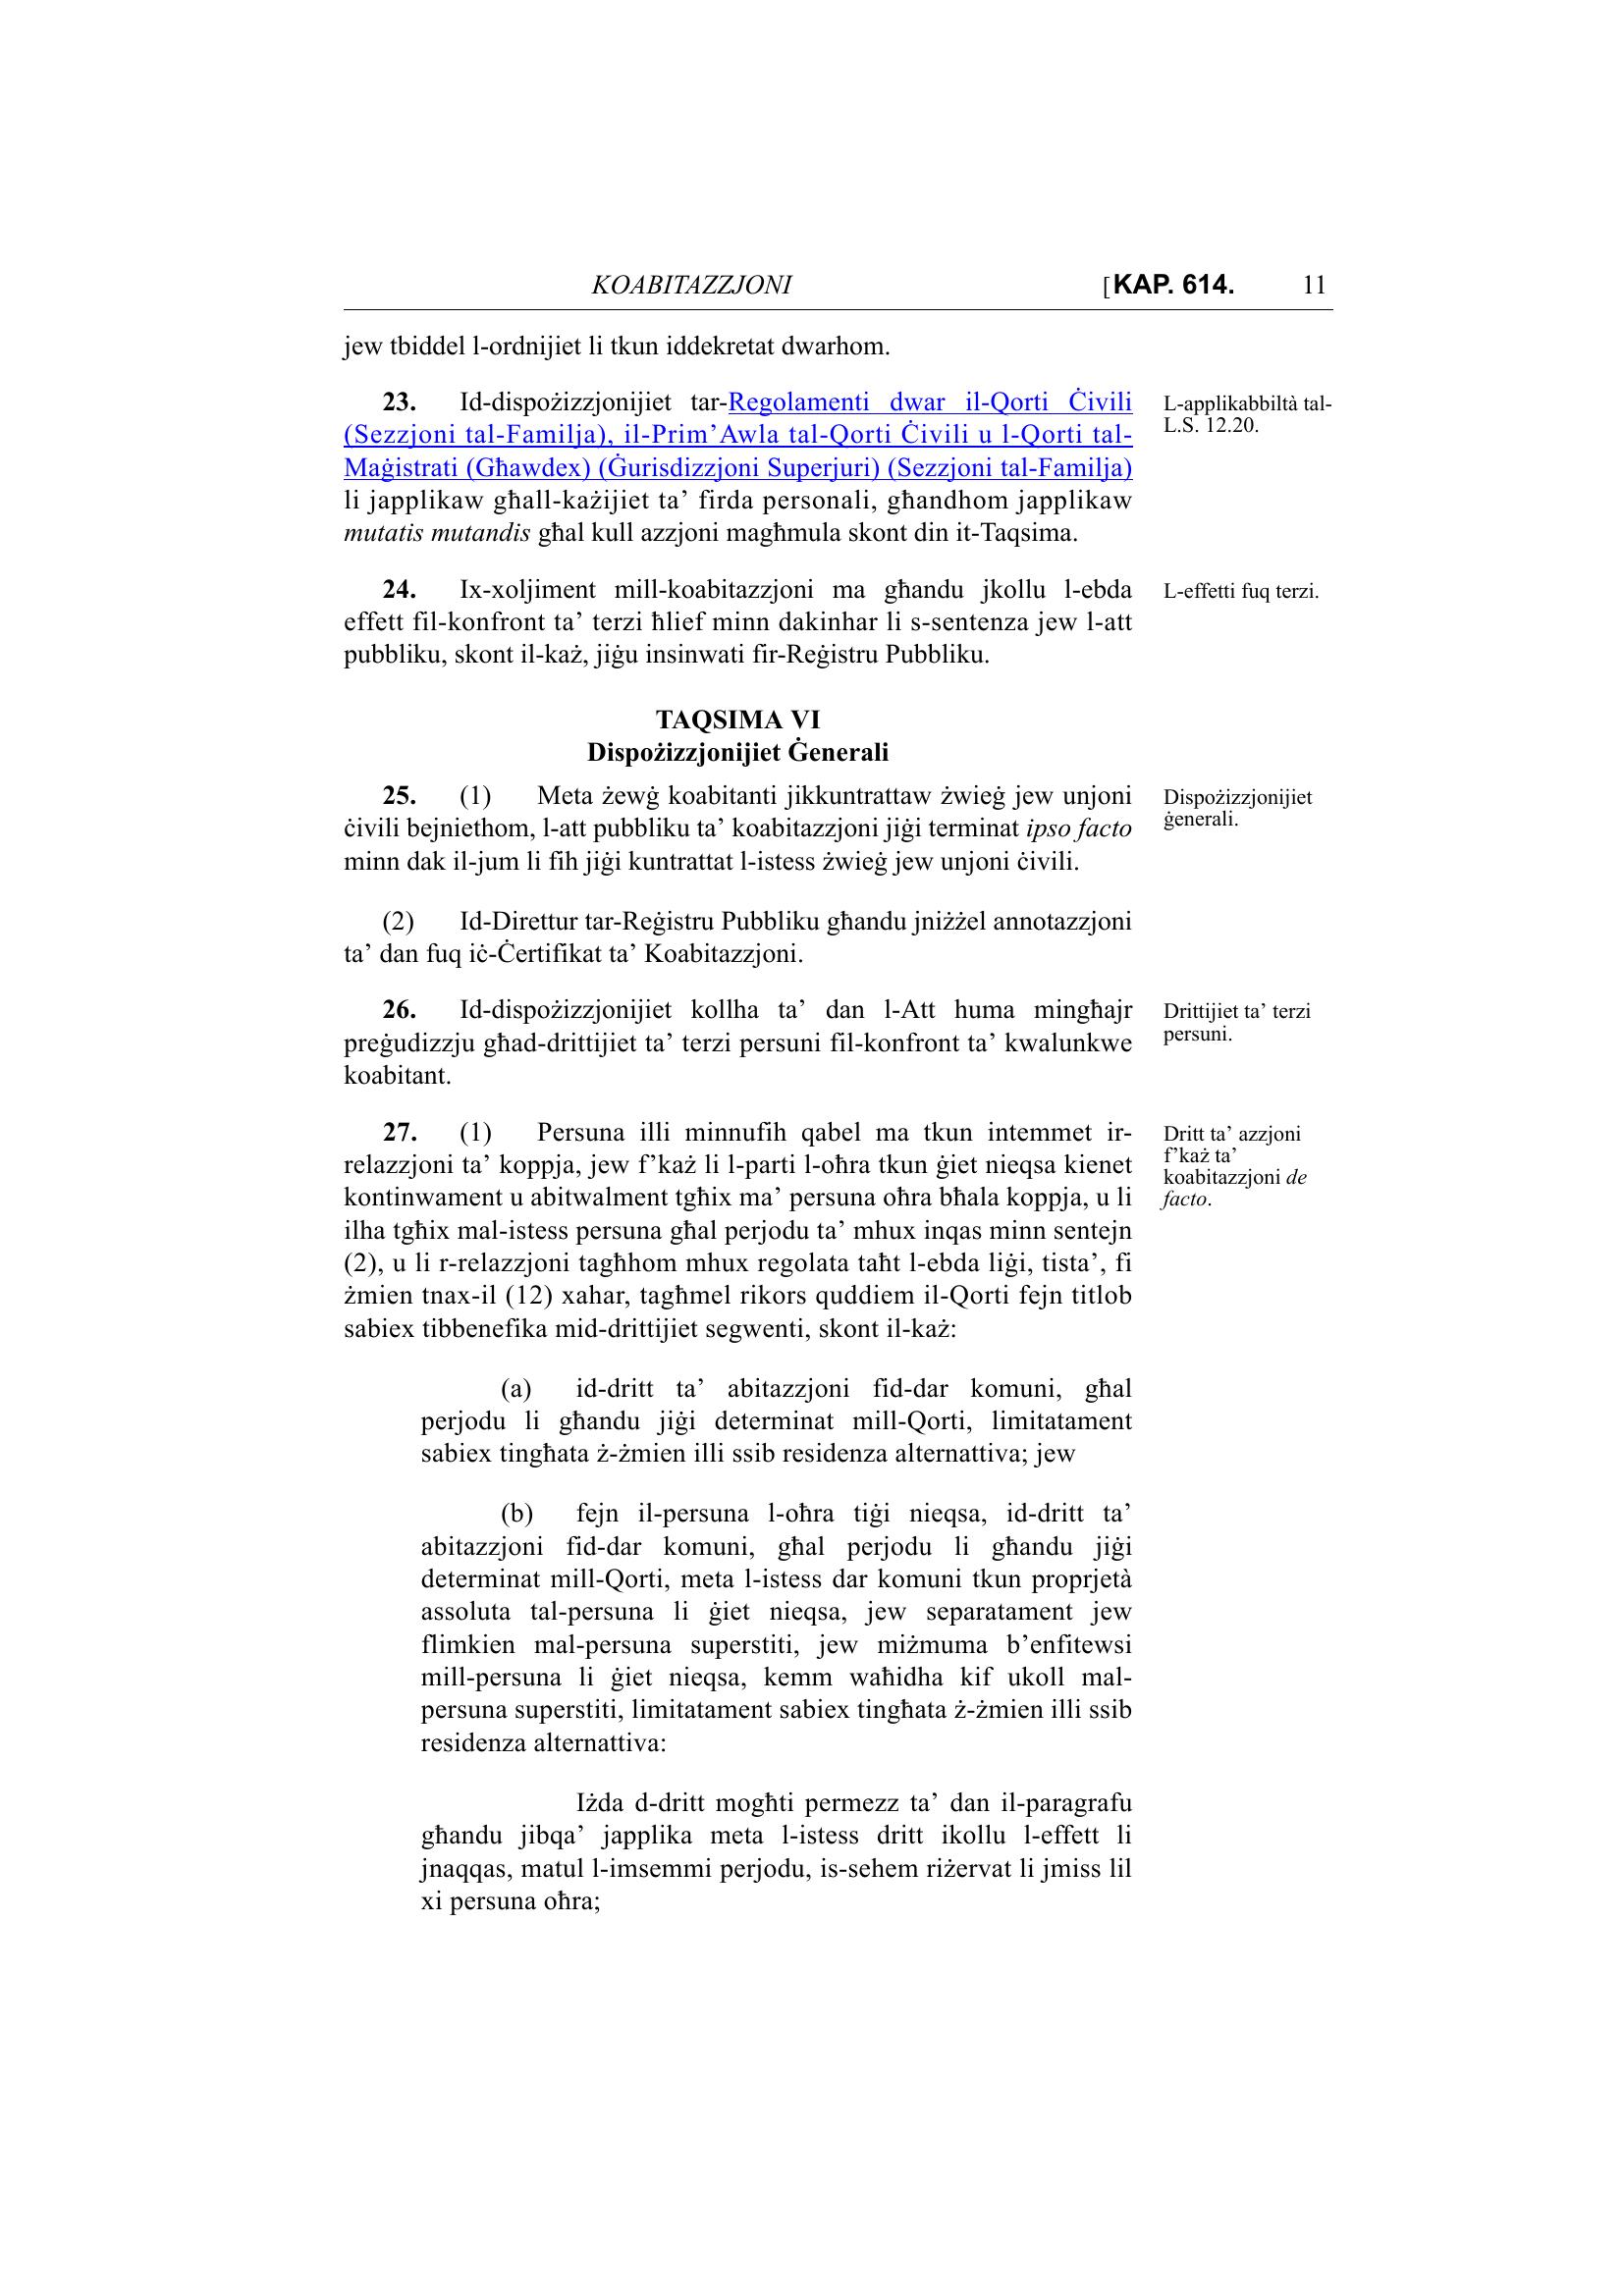 KOABITAZZJONI [KAP. 614. 11
jew tbiddel l-ordnijiet li tkun iddekretat dwarhom.
23. Id-dispożizzjonijiet tar-Regolamenti dwar il-Qorti Ċivili
(Sezzjoni tal-Familja), il-Prim’Awla tal-Qorti Ċivili u l-Qorti tal-
Maġistrati (Għawdex) (Ġurisdizzjoni Superjuri) (Sezzjoni tal-Familja)
li japplikaw għall-każijiet ta’ firda personali, għandhom japplikaw
mutatis mutandis għal kull azzjoni magħmula skont din it-Taqsima.
L-applikabbiltà tal-
L.S. 12.20.
24. Ix-xoljiment mill-koabitazzjoni ma għandu jkollu l-ebda
effett fil-konfront ta’ terzi ħlief minn dakinhar li s-sentenza jew l-att
pubbliku, skont il-każ, jiġu insinwati fir-Reġistru Pubbliku.
L-effetti fuq terzi.
TAQSIMA VI
Dispożizzjonijiet Ġenerali
25. (1) Meta żewġ koabitanti jikkuntrattaw żwieġ jew unjoni
ċivili bejniethom, l-att pubbliku ta’ koabitazzjoni jiġi terminat ipso facto
minn dak il-jum li fih jiġi kuntrattat l-istess żwieġ jew unjoni ċivili.
Dispożizzjonijiet
ġenerali.
(2) Id-Direttur tar-Reġistru Pubbliku għandu jniżżel annotazzjoni
ta’ dan fuq iċ-Ċertifikat ta’ Koabitazzjoni.
26. Id-dispożizzjonijiet kollha ta’ dan l-Att huma mingħajr
preġudizzju għad-drittijiet ta’ terzi persuni fil-konfront ta’ kwalunkwe
koabitant.
Drittijiet ta’ terzi
persuni.
27. (1) Persuna illi minnufih qabel ma tkun intemmet ir-
relazzjoni ta’ koppja, jew f’każ li l-parti l-oħra tkun ġiet nieqsa kienet
kontinwament u abitwalment tgħix ma’ persuna oħra bħala koppja, u li
ilha tgħix mal-istess persuna għal perjodu ta’ mhux inqas minn sentejn
(2), u li r-relazzjoni tagħhom mhux regolata taħt l-ebda liġi, tista’, fi
żmien tnax-il (12) xahar, tagħmel rikors quddiem il-Qorti fejn titlob
sabiex tibbenefika mid-drittijiet segwenti, skont il-każ:
Dritt ta’ azzjoni
f’każ ta’
koabitazzjoni de
facto.
(a) id-dritt ta’ abitazzjoni fid-dar komuni, għal
perjodu li għandu jiġi determinat mill-Qorti, limitatament
sabiex tingħata ż-żmien illi ssib residenza alternattiva; jew
(b) fejn il-persuna l-oħra tiġi nieqsa, id-dritt ta’
abitazzjoni fid-dar komuni, għal perjodu li għandu jiġi
determinat mill-Qorti, meta l-istess dar komuni tkun proprjetà
assoluta tal-persuna li ġiet nieqsa, jew separatament jew
flimkien mal-persuna superstiti, jew miżmuma b’enfitewsi
mill-persuna li ġiet nieqsa, kemm waħidha kif ukoll mal-
persuna superstiti, limitatament sabiex tingħata ż-żmien illi ssib
residenza alternattiva:
Iżda d-dritt mogħti permezz ta’ dan il-paragrafu
għandu jibqa’ japplika meta l-istess dritt ikollu l-effett li
jnaqqas, matul l-imsemmi perjodu, is-sehem riżervat li jmiss lil
xi persuna oħra;